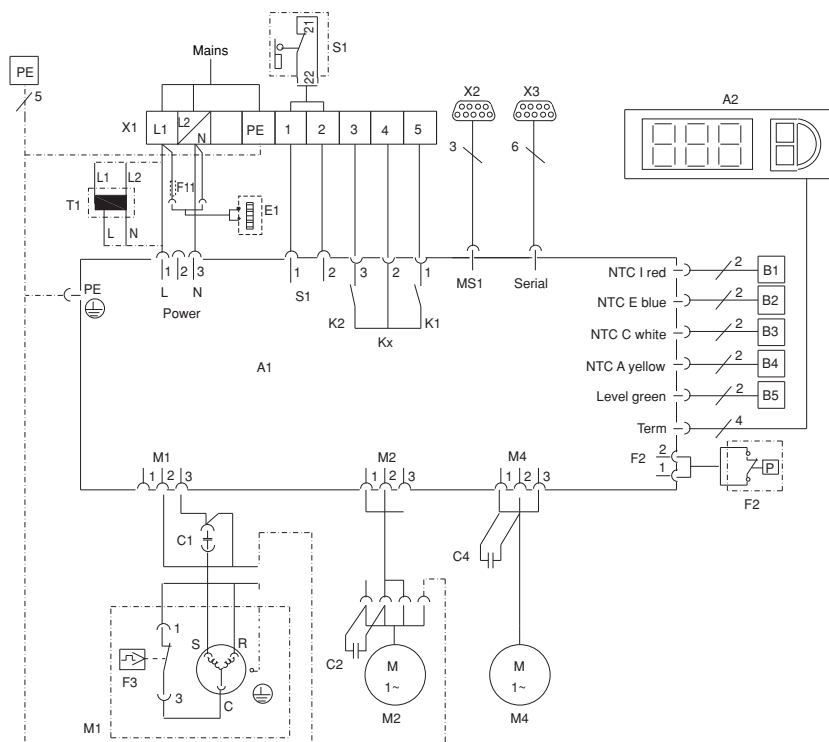 Mains
21
S1
22
PE
5
X2
X3
A2
X1
L1
L2
N
PE
1
2
3
4
5
3
6
L1
L2
F11
T1
E1
L
N
1
2
3
1
2
3
2
1
L
N
S1
MS1
Serial
PE
Power
K2
K1
Kx
A1
NTC I red
2
B1
NTC E blue
2
B2
NTC C white
2
B3
NTC A yellow
2
B4
Level green
2
B5
Term
4
M1
M2
M4
F2
2
1
P
F2
1
2
3
1
2
3
1
2
3
C1
C4
1
S
R
F3
3
C
M1
C2
M
1~
M2
M
1~
M4